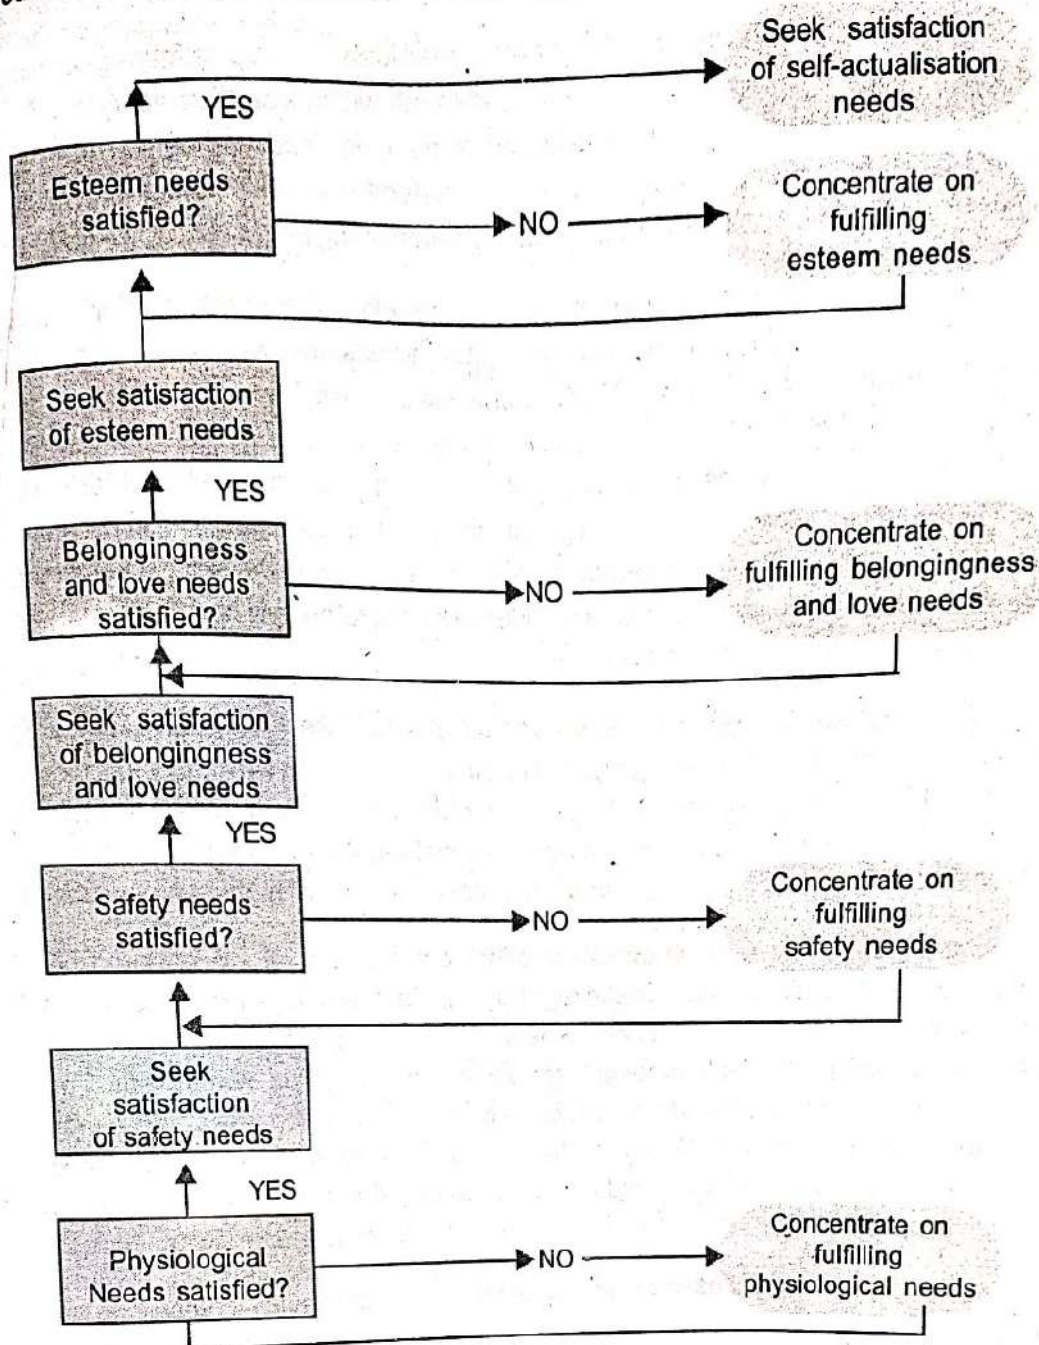 Seek satisfaction
of self-actualisation
needs
YES
Esteem needs
satisfied?
NO
Concentrate on
fulfilling
esteem needs.
Seek satisfaction
of esteem needs
YES
Belongingness
and love needs
satisfied?
NO
Concentrate on
fulfilling belongingness
and love needs
Seek satisfaction
of belongingness
and love needs
YES
Safety needs
satisfied?
NO
Concentrate on
fulfilling
safety needs
Seek
satisfaction
of safety needs
YES
Physiological
Needs satisfied?
NO
Concentrate on
fulfilling
physiological needs